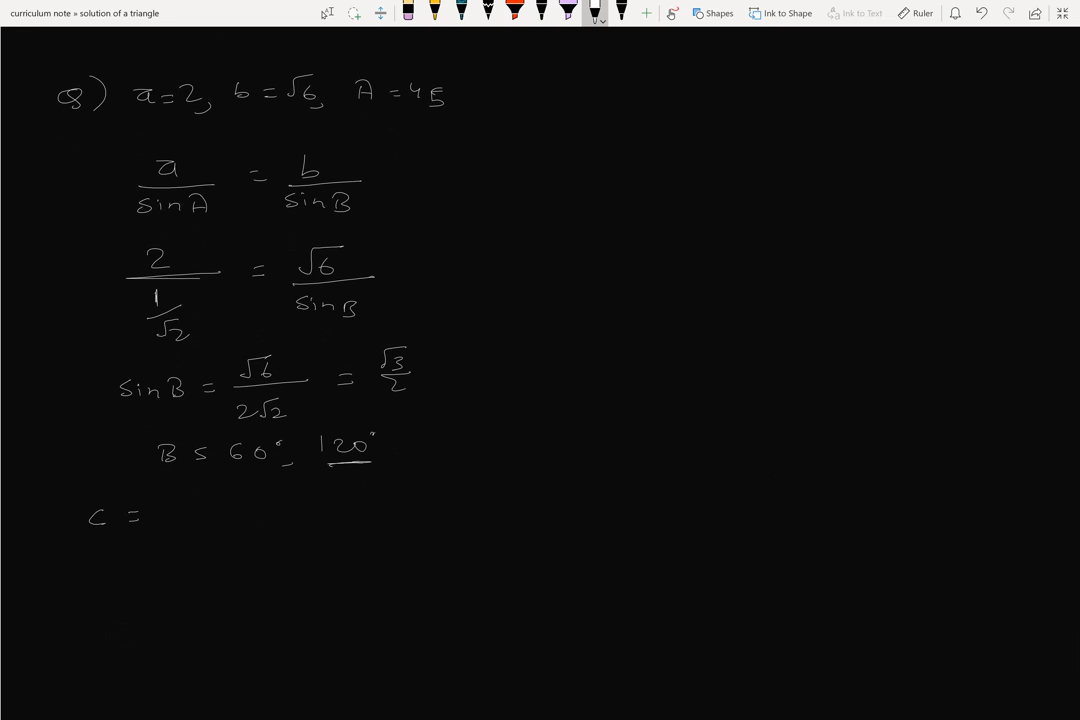 curriculum note » solution of a triangle
Shapes Ink to Shape Ink to Text Ruler
Q) a=2, b=√6, A=45
a/sinA = b/sinB
2/(1/√2) = √6/sinB
sinB = √6/2√2 = √3/2
B = 60°, 120°
c =